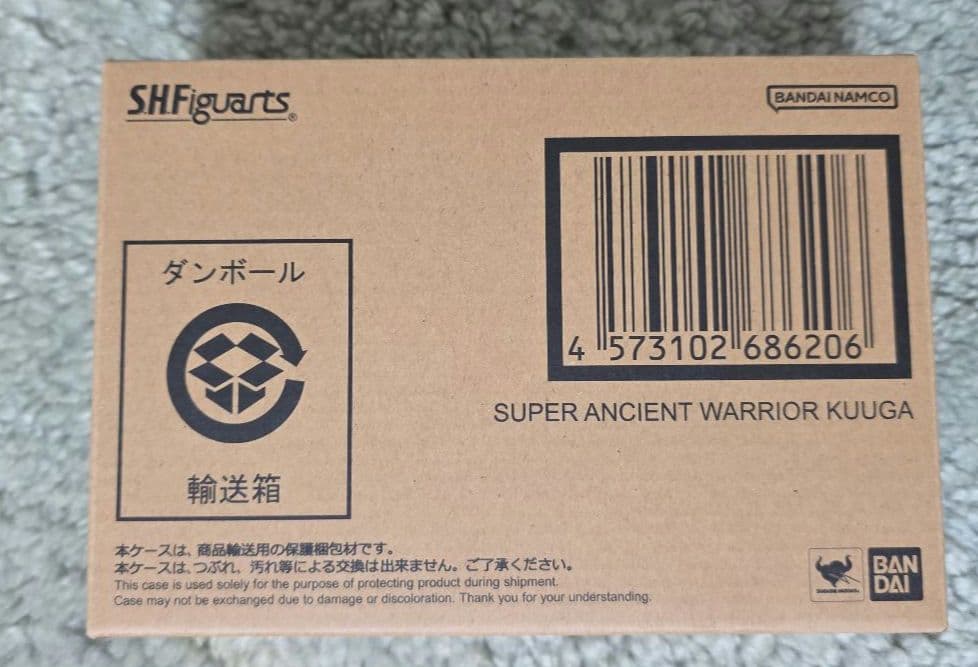 S.H.Figuarts®
BANDAI NAMCO
4 573102 686206
SUPER ANCIENT WARRIOR KUUGA
ダンボール
輸送箱
本ケースは、商品輸送用の保護梱包材です。
本ケースは、つぶれ、汚れ等による交換は出来ません。ご了承ください。
This case is used solely for the purpose of protecting product during shipment.
Case may not be exchanged due to damage or discoloration. Thank you for your understanding.
BAN
DAI